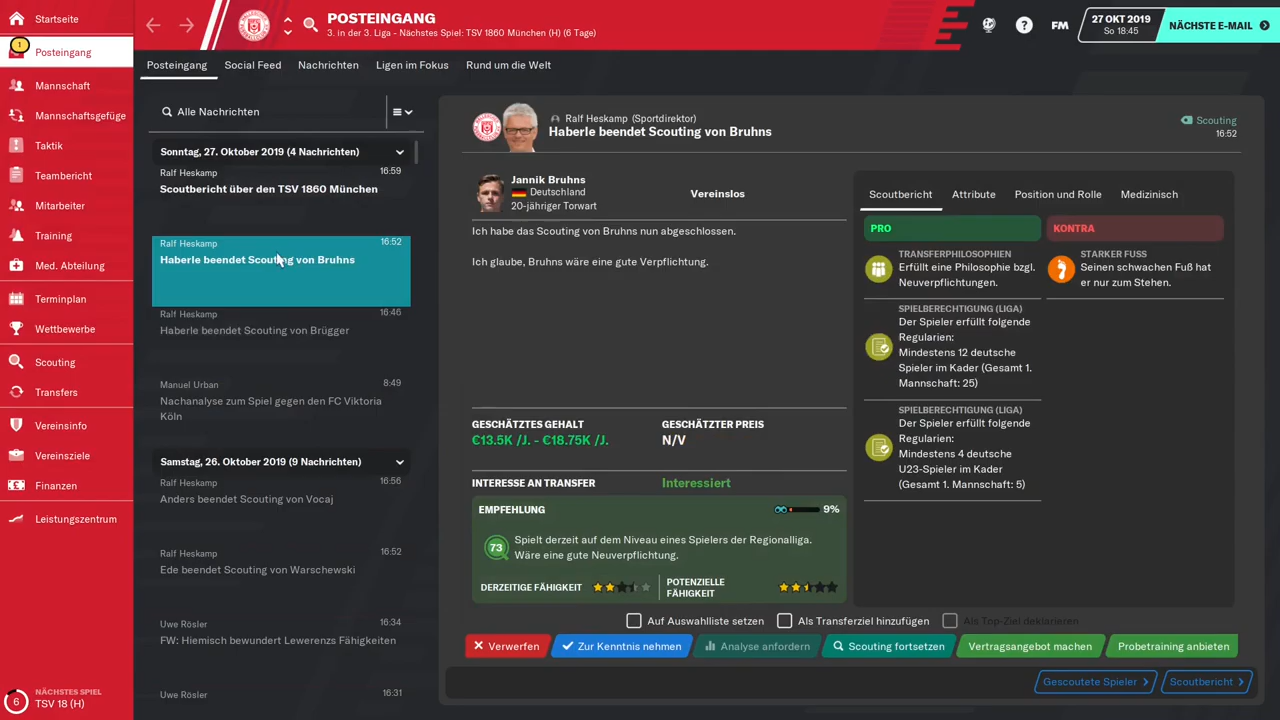 Startseite
1
Posteingang
Mannschaft
Mannschaftsgefüge
Taktik
Teambericht
Mitarbeiter
Training
Med. Abteilung
Terminplan
Wettbewerbe
Scouting
Transfers
Vereinsinfo
Vereinsziele
Finanzen
Leistungszentrum
6
NÄCHSTES SPIEL
TSV 18 (H)
POSTEINGANG
3. in der 3. Liga - Nächstes Spiel: TSV 1860 München (H) (6 Tage)
?
FM
27 OKT 2019
So 18:45
NÄCHSTE E-MAIL
Posteingang
Social Feed
Nachrichten
Ligen im Fokus
Rund um die Welt
Alle Nachrichten
Sonntag, 27. Oktober 2019 (4 Nachrichten)
Ralf Heskamp 16:59
Scoutbericht über den TSV 1860 München
Ralf Heskamp 16:52
Haberle beendet Scouting von Bruhns
Ralf Heskamp 16:46
Haberle beendet Scouting von Brügger
Manuel Urban 8:49
Nachanalyse zum Spiel gegen den FC Viktoria
Köln
Samstag, 26. Oktober 2019 (9 Nachrichten)
Ralf Heskamp 16:56
Anders beendet Scouting von Vocaj
Ralf Heskamp 16:52
Ede beendet Scouting von Warschewski
Uwe Rösler 16:34
FW: Hiemisch bewundert Lewerenzs Fähigkeiten
Uwe Rösler 16:31
Ralf Heskamp (Sportdirektor)
Haberle beendet Scouting von Bruhns
Scouting
16:52
Jannik Bruhns
Deutschland
20-jähriger Torwart
Vereinslos
Ich habe das Scouting von Bruhns nun abgeschlossen.
Ich glaube, Bruhns wäre eine gute Verpflichtung.
GESCHÄTZTES GEHALT
€13.5K /J. - €18.75K /J.
GESCHÄTZTER PREIS
N/V
INTERESSE AN TRANSFER
Interessiert
EMPFEHLUNG
9%
73
Spielt derzeit auf dem Niveau eines Spielers der Regionalliga.
Wäre eine gute Neuverpflichtung.
DERZEITIGE FÄHIGKEIT
POTENZIELLE
FÄHIGKEIT
Scoutbericht
Attribute
Position und Rolle
Medizinisch
PRO
TRANSFERPHILOSOPHIEN
Erfüllt eine Philosophie bzgl.
Neuverpflichtungen.
SPIELBERECHTIGUNG (LIGA)
Der Spieler erfüllt folgende
Regularien:
Mindestens 12 deutsche
Spieler im Kader (Gesamt 1.
Mannschaft: 25)
SPIELBERECHTIGUNG (LIGA)
Der Spieler erfüllt folgende
Regularien:
Mindestens 4 deutsche
U23-Spieler im Kader
(Gesamt 1. Mannschaft: 5)
KONTRA
STARKER FUSS
Seinen schwachen Fuß hat
er nur zum Stehen.
Auf Auswahlliste setzen
Als Transferziel hinzufügen
Als Top-Ziel deklarieren
Verwerfen
Zur Kenntnis nehmen
Analyse anfordern
Scouting fortsetzen
Vertragsangebot machen
Probetraining anbieten
Gescoutete Spieler
Scoutbericht